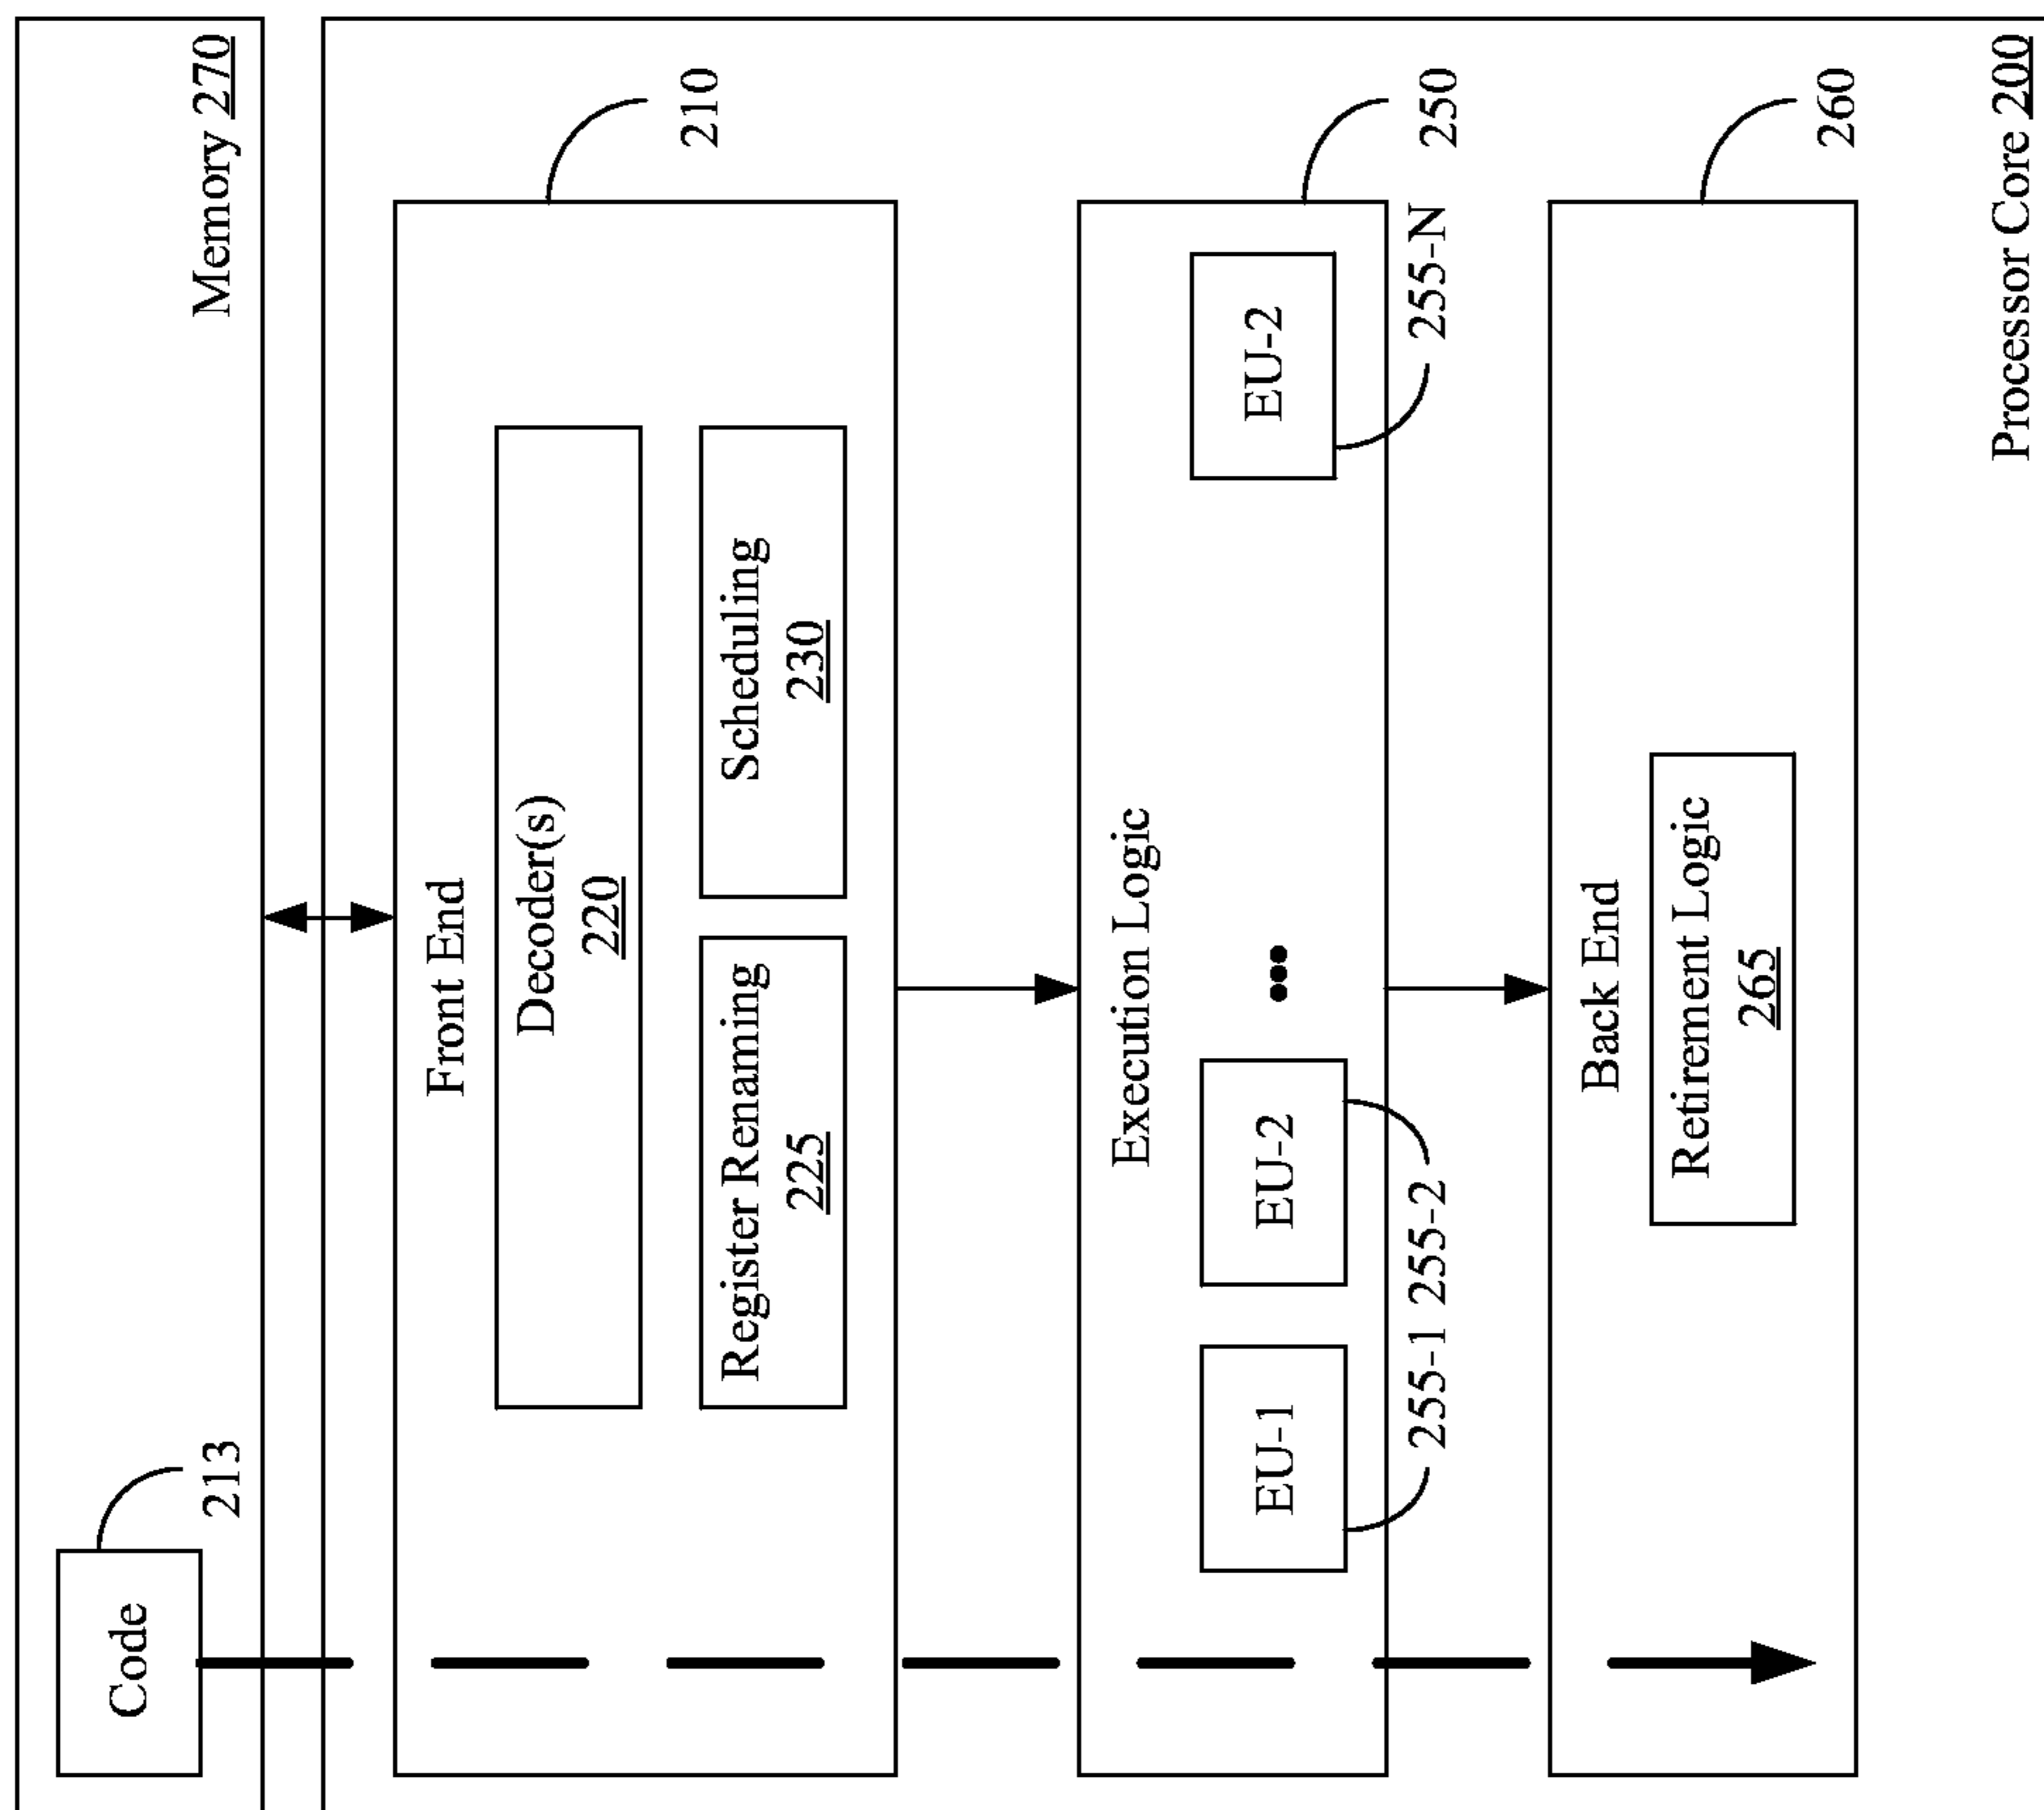 Memory 270
Code
213
Front End
210
Decoder(s)
220
Register Renaming
225
Scheduling
230
Execution Logic
250
EU-1
EU-2
EU-2
255-1
255-2
255-N
Back End
260
Retirement Logic
265
Processor Core 200